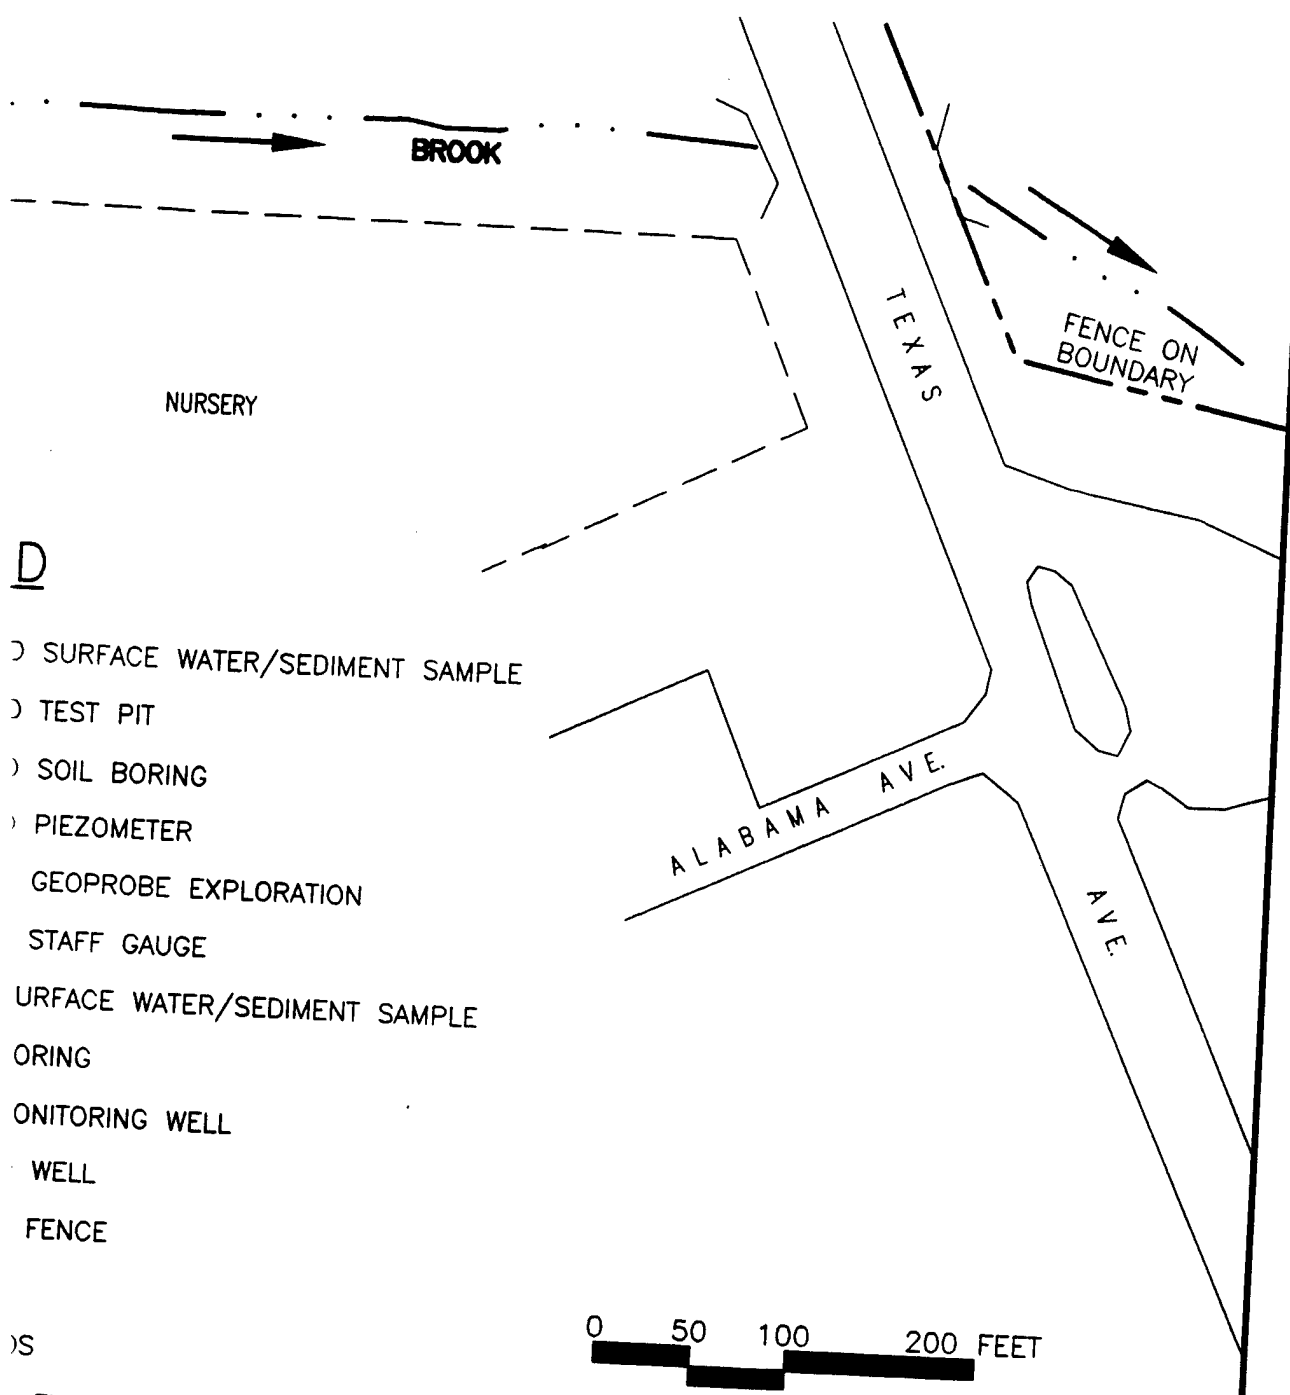 BROOK
TEXAS
FENCE ON
BOUNDARY
NURSERY
D
SURFACE WATER/SEDIMENT SAMPLE
TEST PIT
SOIL BORING
PIEZOMETER
GEOPROBE EXPLORATION
STAFF GAUGE
URFACE WATER/SEDIMENT SAMPLE
ORING
ONITORING WELL
WELL
FENCE
ALABAMA AVE.
AVE.
0 50 100 200 FEET